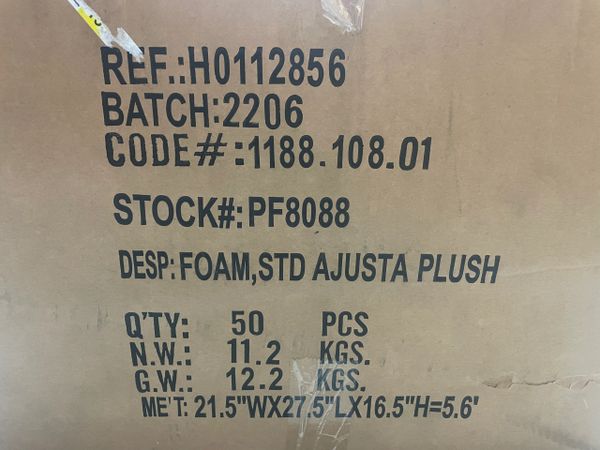 REF.:H0112856
BATCH:2206
CODE#:1188.108.01
STOCK#:PF8088
DESP:FOAM,STD AJUSTA PLUSH
Q'TY: 50 PCS
N.W.: 11.2 KGS.
G.W.: 12.2 KGS.
ME'T: 21.5"WX27.5"LX16.5"H=5.6'